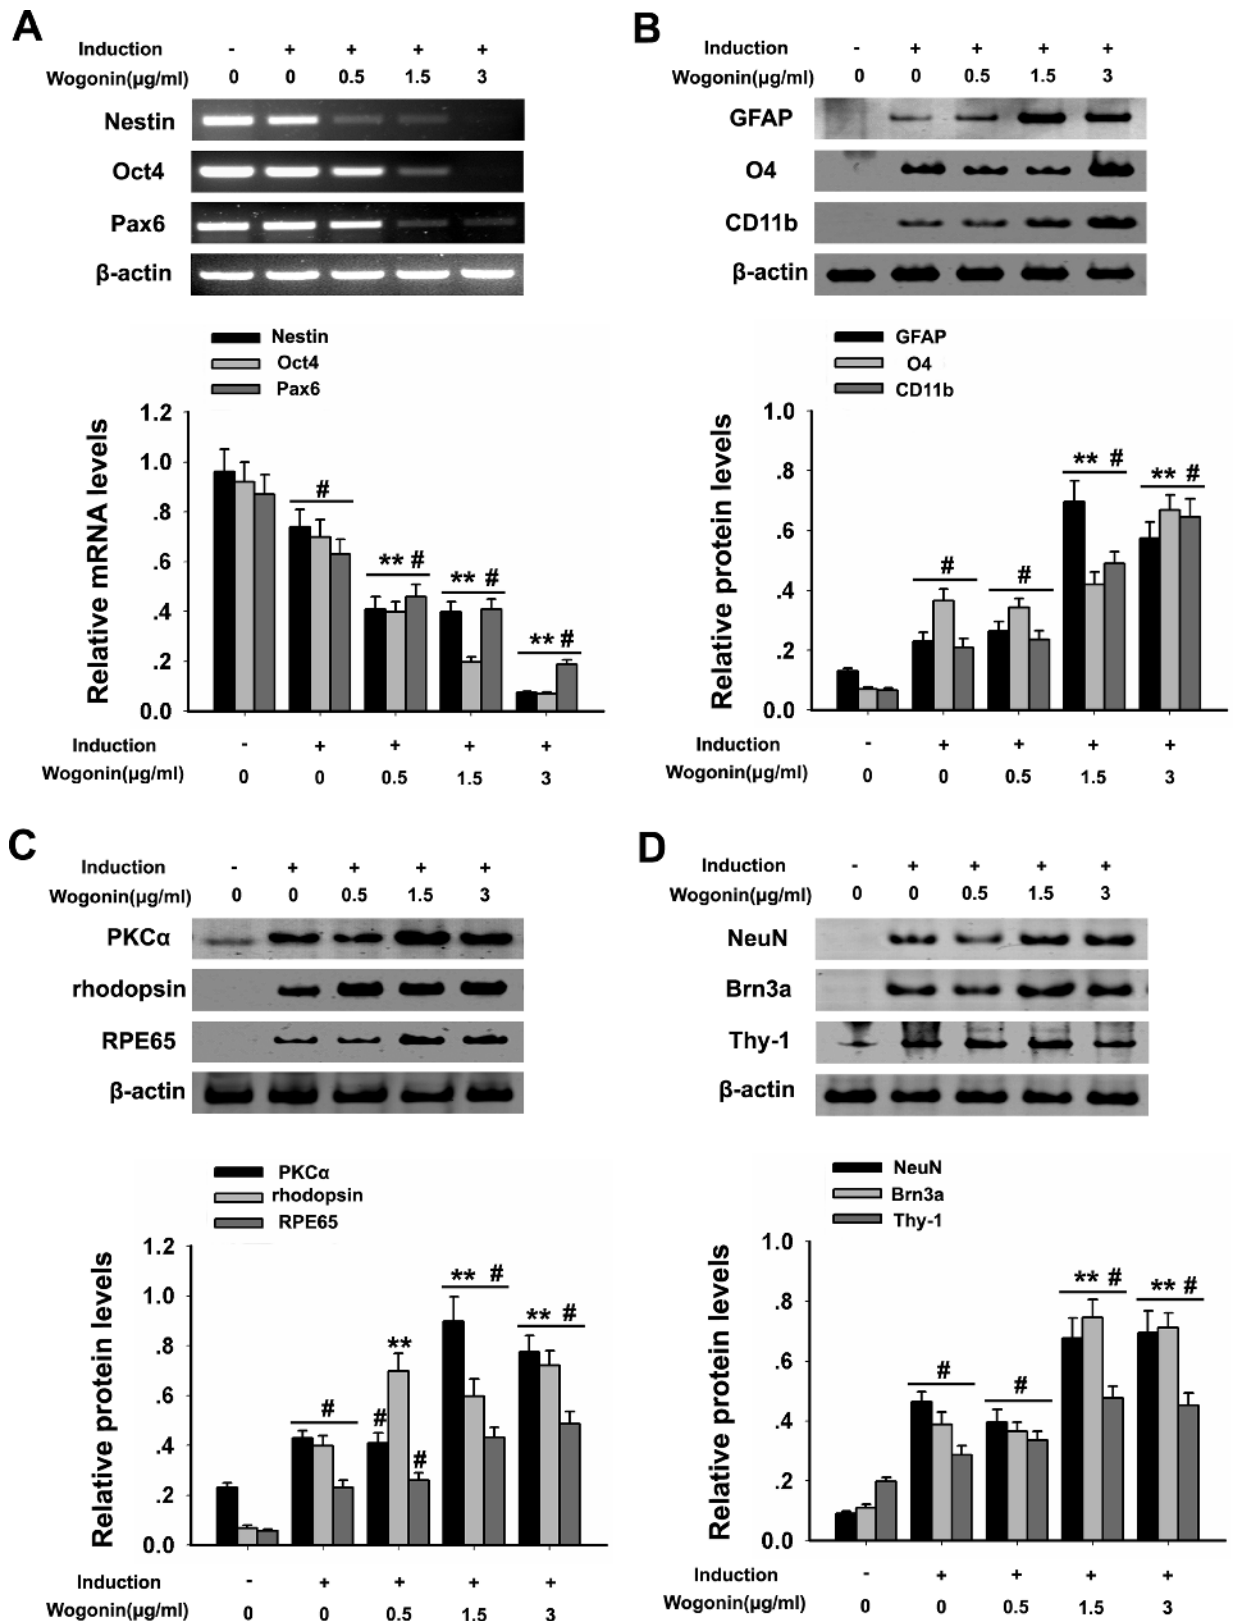 A
Induction - + + + +
Wogonin(µg/ml) 0 0 0.5 1.5 3
Nestin
Oct4
Pax6
β-actin
Nestin
Oct4
Pax6
Relative mRNA levels
1.2
1.0
.8
.6
.4
.2
0.0
#
** #
** #
** #
Induction - + + + +
Wogonin(µg/ml) 0 0 0.5 1.5 3
B
Induction - + + + +
Wogonin(µg/ml) 0 0 0.5 1.5 3
GFAP
O4
CD11b
β-actin
GFAP
O4
CD11b
Relative protein levels
1.0
.8
.6
.4
.2
0.0
#
#
** #
** #
Induction - + + + +
Wogonin(µg/ml) 0 0 0.5 1.5 3
C
Induction - + + + +
Wogonin(µg/ml) 0 0 0.5 1.5 3
PKCα
rhodopsin
RPE65
β-actin
PKCα
rhodopsin
RPE65
Relative protein levels
1.2
1.0
.8
.6
.4
.2
0.0
#
#
**
#
** #
** #
Induction - + + + +
Wogonin(µg/ml) 0 0 0.5 1.5 3
D
Induction - + + + +
Wogonin(µg/ml) 0 0 0.5 1.5 3
NeuN
Brn3a
Thy-1
β-actin
NeuN
Brn3a
Thy-1
Relative protein levels
1.0
.8
.6
.4
.2
0.0
#
#
** #
** #
Induction - + + + +
Wogonin(µg/ml) 0 0 0.5 1.5 3